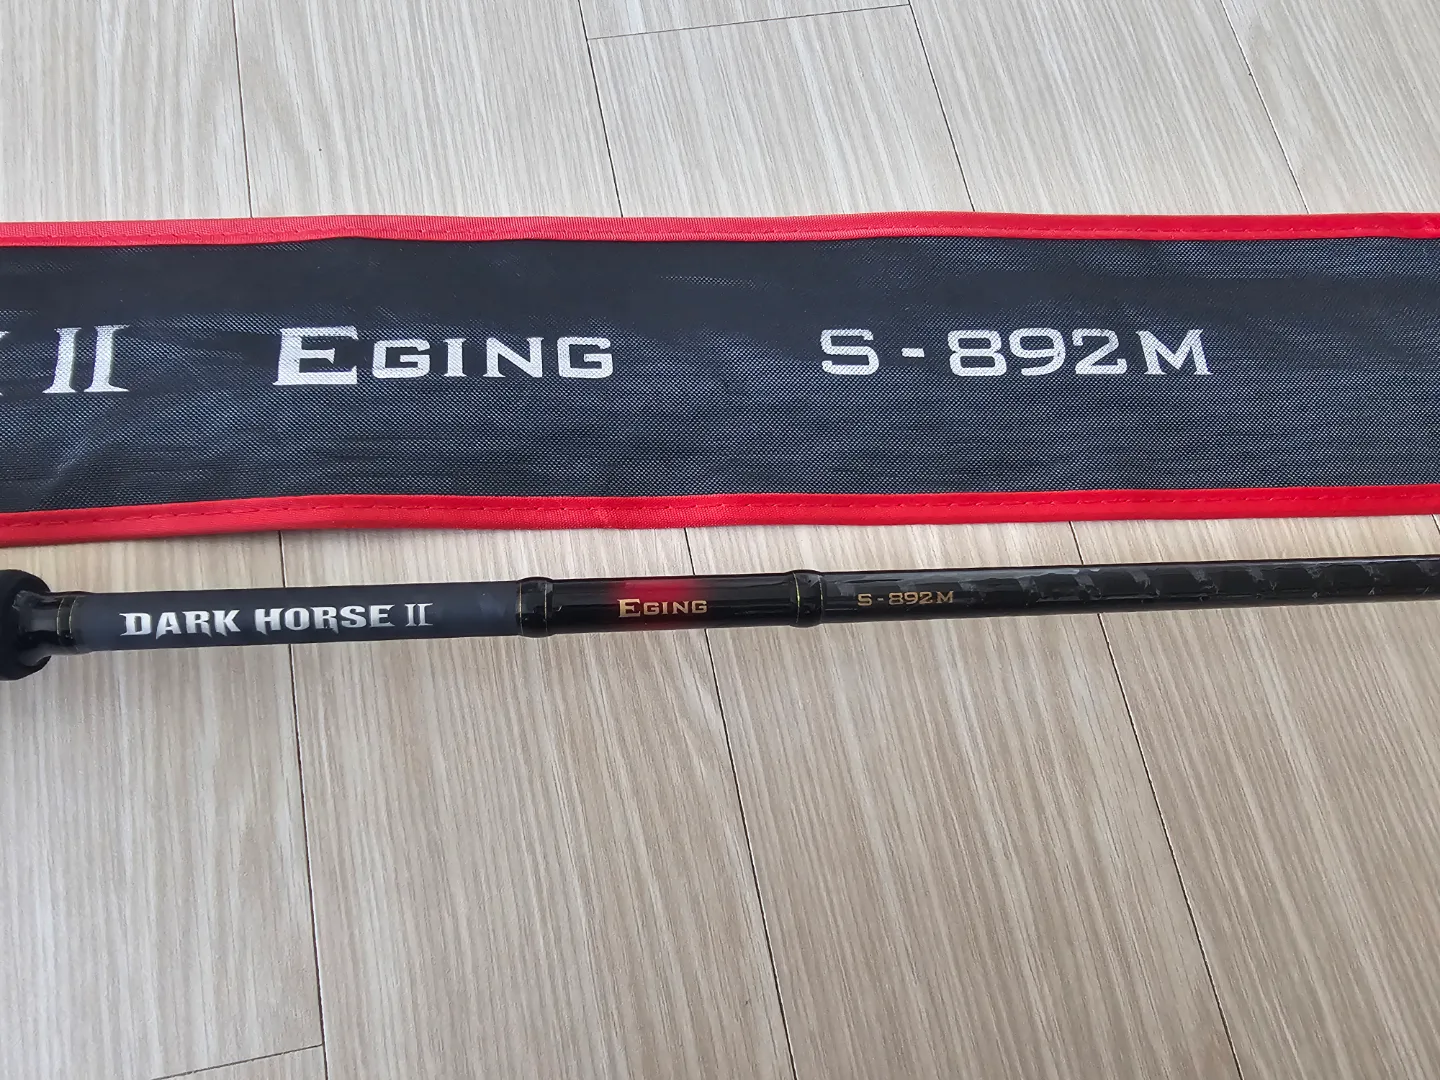 II EGING S-892M
DARK HORSE II EGING S-892M